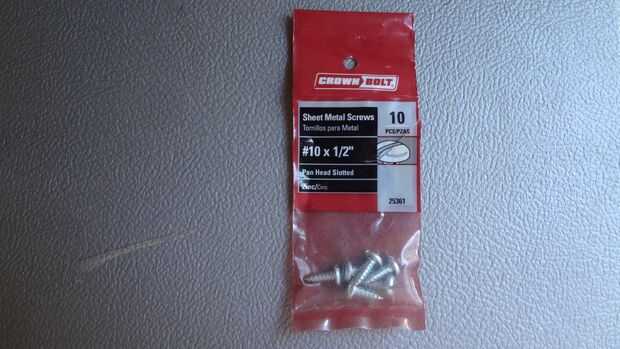 CROWN BOLT.
Sheet Metal Screws
Tornillos para Metal
10
PCS/PZAS
#10 x 1/2"
Pan Head Slotted
Zinc/Cinc
25361